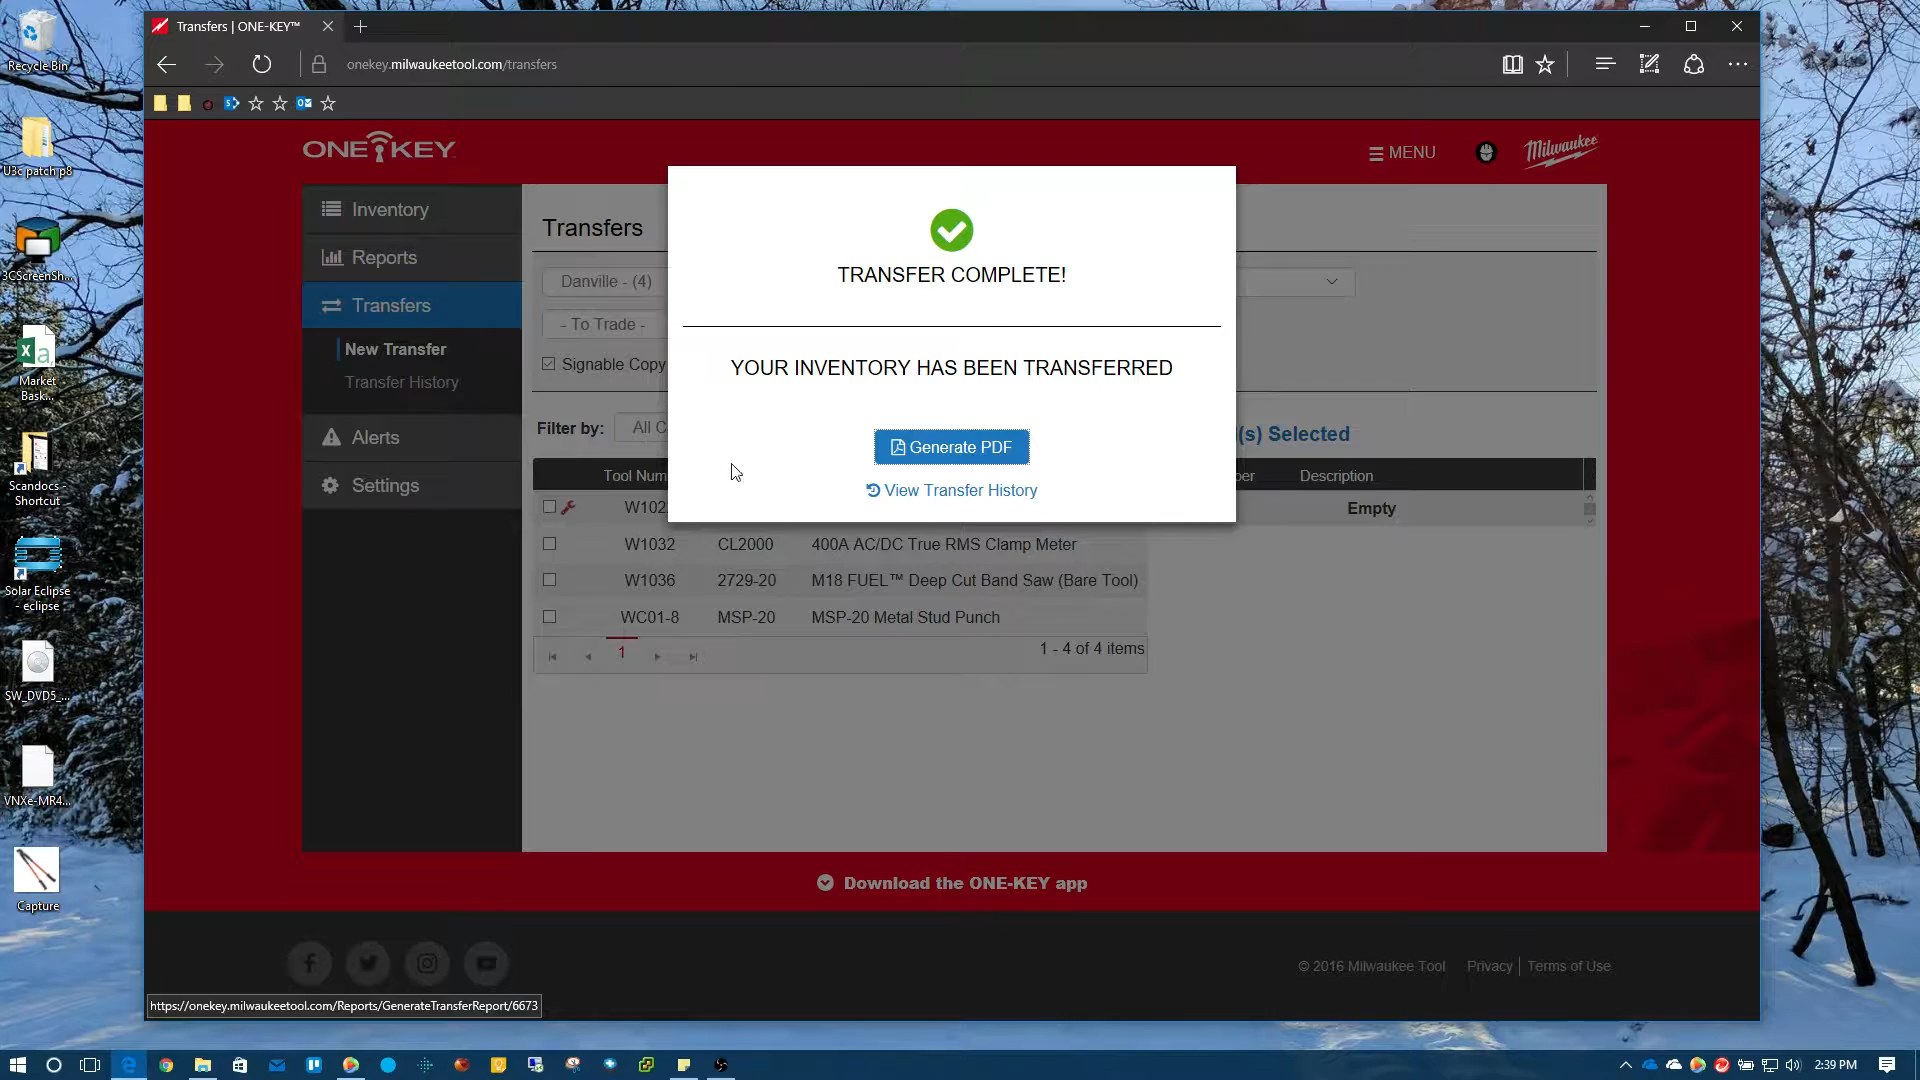 Transfers | ONE-KEY™
onekey.milwaukeetool.com/transfers
Recycle Bin
U3c patch p8
3CScreenSh...
Market
Bask...
Scandocs -
Shortcut
Solar Eclipse
- eclipse
SW_DVD5_...
VNXe-MR4...
Capture
ONE KEY
MENU
Milwaukee
Inventory
Reports
Transfers
New Transfer
Transfer History
Alerts
Settings
Transfers
Danville - (4)
- To Trade -
Signable Copy
Filter by:
All C
(s) Selected
TRANSFER COMPLETE!
YOUR INVENTORY HAS BEEN TRANSFERRED
Generate PDF
View Transfer History
Tool Num
ber
Description
W102
Empty
W1032 CL2000 400A AC/DC True RMS Clamp Meter
W1036 2729-20 M18 FUEL™ Deep Cut Band Saw (Bare Tool)
WC01-8 MSP-20 MSP-20 Metal Stud Punch
1
1 - 4 of 4 items
Download the ONE-KEY app
© 2016 Milwaukee Tool Privacy Terms of Use
https://onekey.milwaukeetool.com/Reports/GenerateTransferReport/6673
2:39 PM